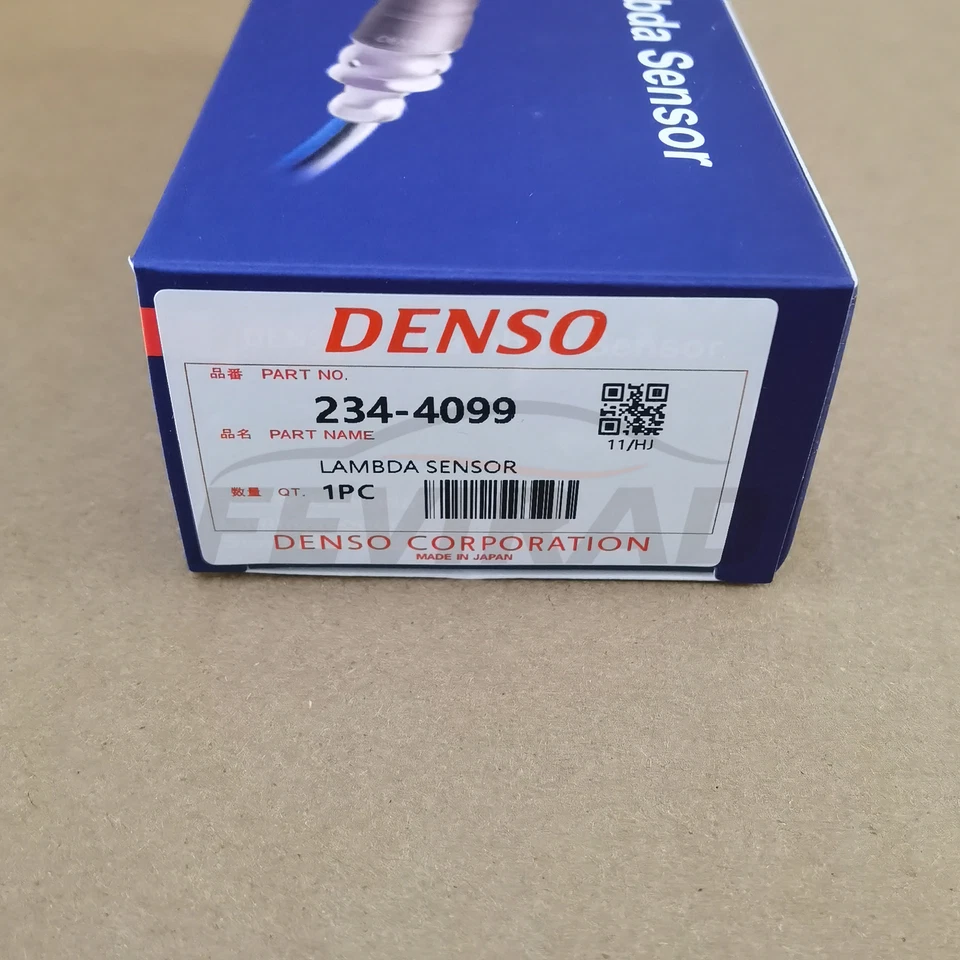 Sensor
DENSO
品番 PART NO.
234-4099
11/HJ
品名 PART NAME
LAMBDA SENSOR
数量 QT. 1PC
DENSO CORPORATION
MADE IN JAPAN